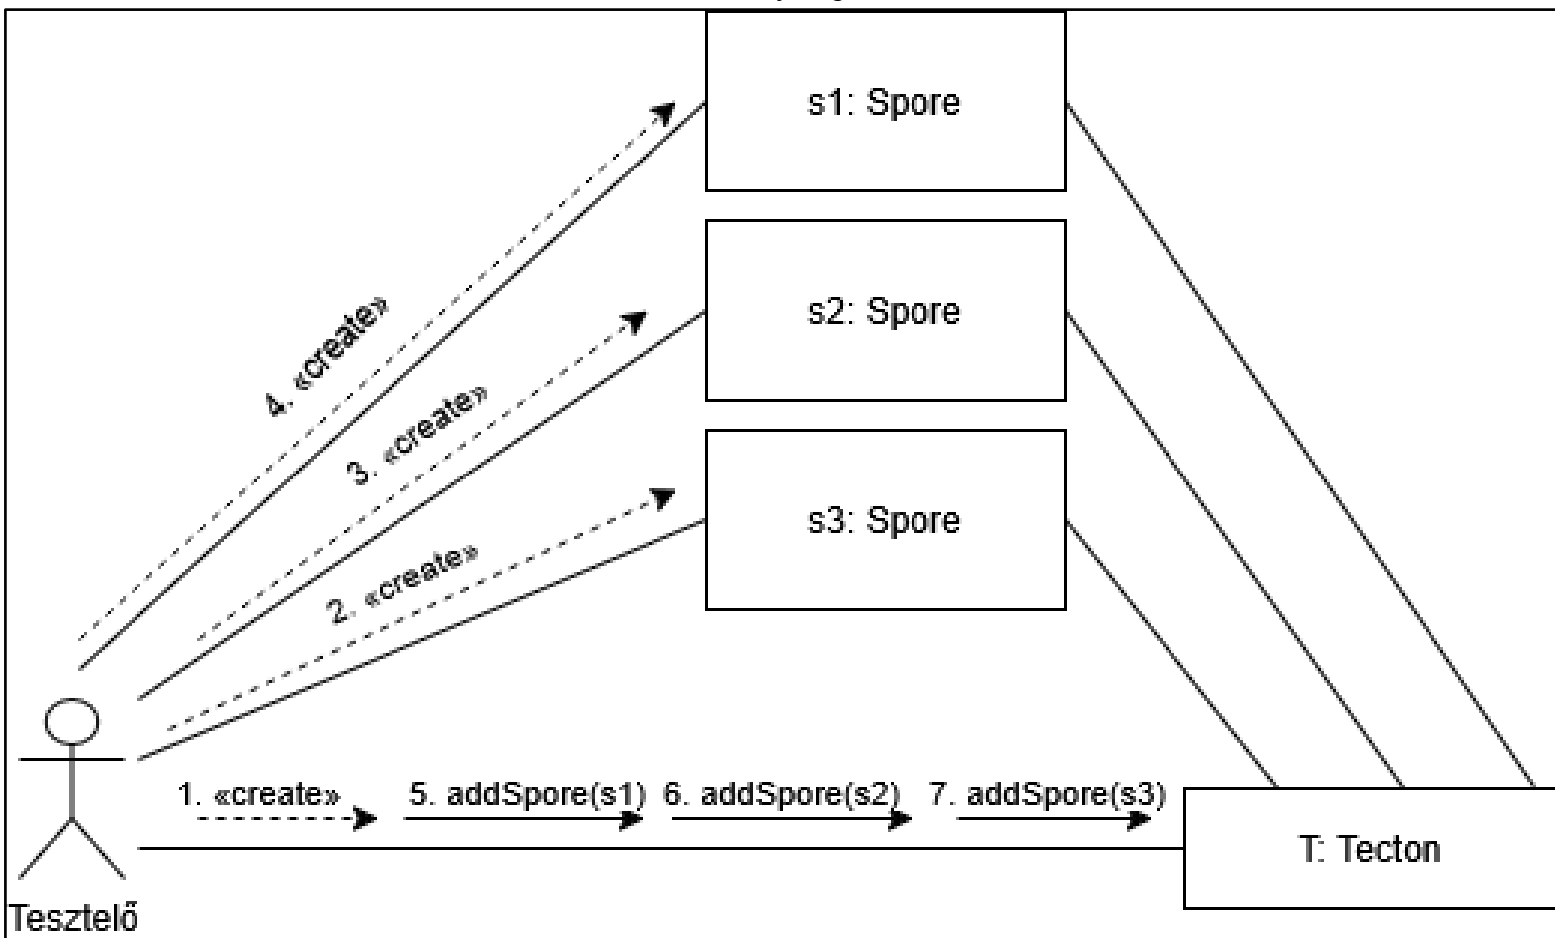 s1: Spore
s2: Spore
4. «create»
3. «create»
s3: Spore
2. «create»
1. «create» 5. addSpore(s1) 6. addSpore(s2) 7. addSpore(s3)
T: Tecton
Tesztelő